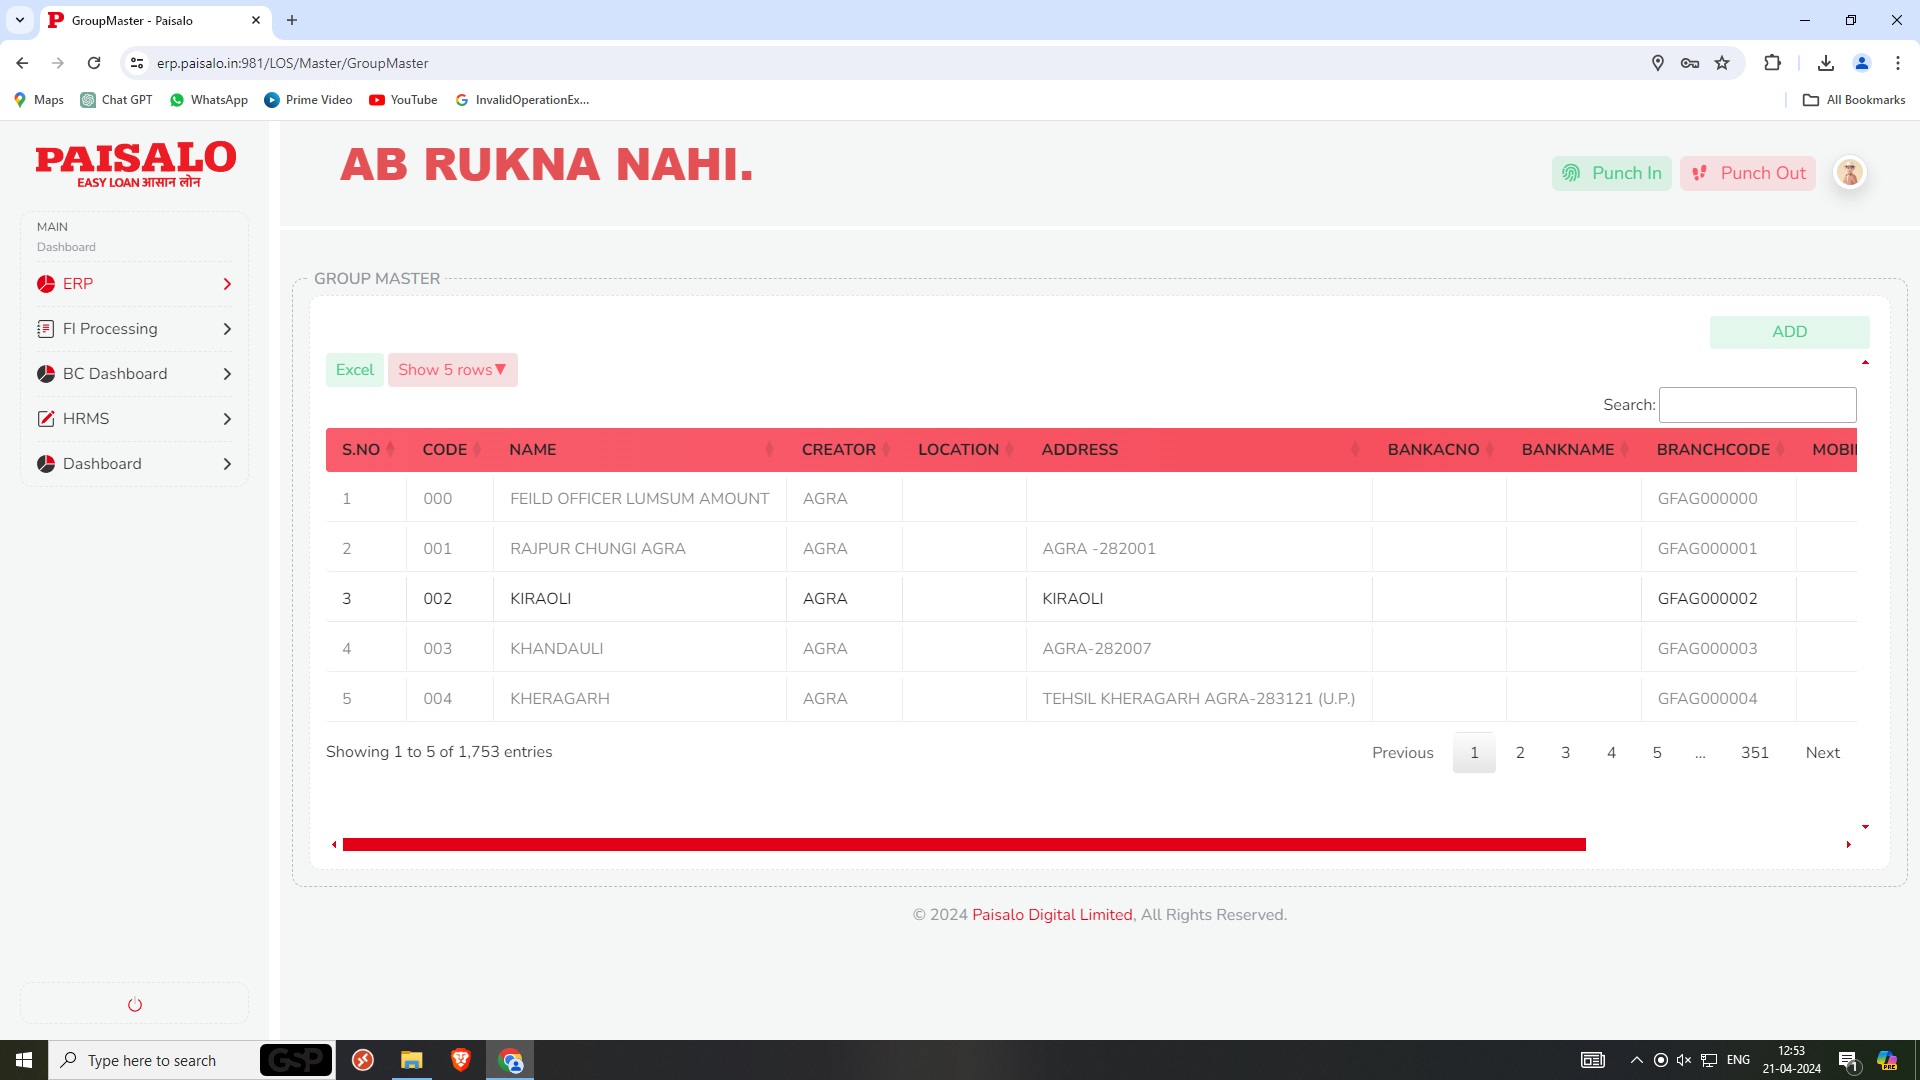 GroupMaster - Paisalo
erp.paisalo.in:981/LOS/Master/GroupMaster
Maps Chat GPT WhatsApp Prime Video YouTube InvalidOperationEx... All Bookmarks
PAISALO
EASY LOAN आसान लोन
AB RUKNA NAHI.
Punch In Punch Out
MAIN
Dashboard
ERP
FI Processing
BC Dashboard
HRMS
Dashboard
GROUP MASTER
ADD
Excel Show 5 rows▼
Search:
S.NO CODE NAME CREATOR LOCATION ADDRESS BANKACNO BANKNAME BRANCHCODE MOBI
1 000 FEILD OFFICER LUMSUM AMOUNT AGRA GFAG000000
2 001 RAJPUR CHUNGI AGRA AGRA AGRA -282001 GFAG000001
3 002 KIRAOLI AGRA KIRAOLI GFAG000002
4 003 KHANDAULI AGRA AGRA-282007 GFAG000003
5 004 KHERAGARH AGRA TEHSIL KHERAGARH AGRA-283121 (U.P.) GFAG000004
Showing 1 to 5 of 1,753 entries
Previous 1 2 3 4 5 ... 351 Next
© 2024 Paisalo Digital Limited, All Rights Reserved.
Type here to search
GSP
ENG
12:53
21-04-2024
1
PRE